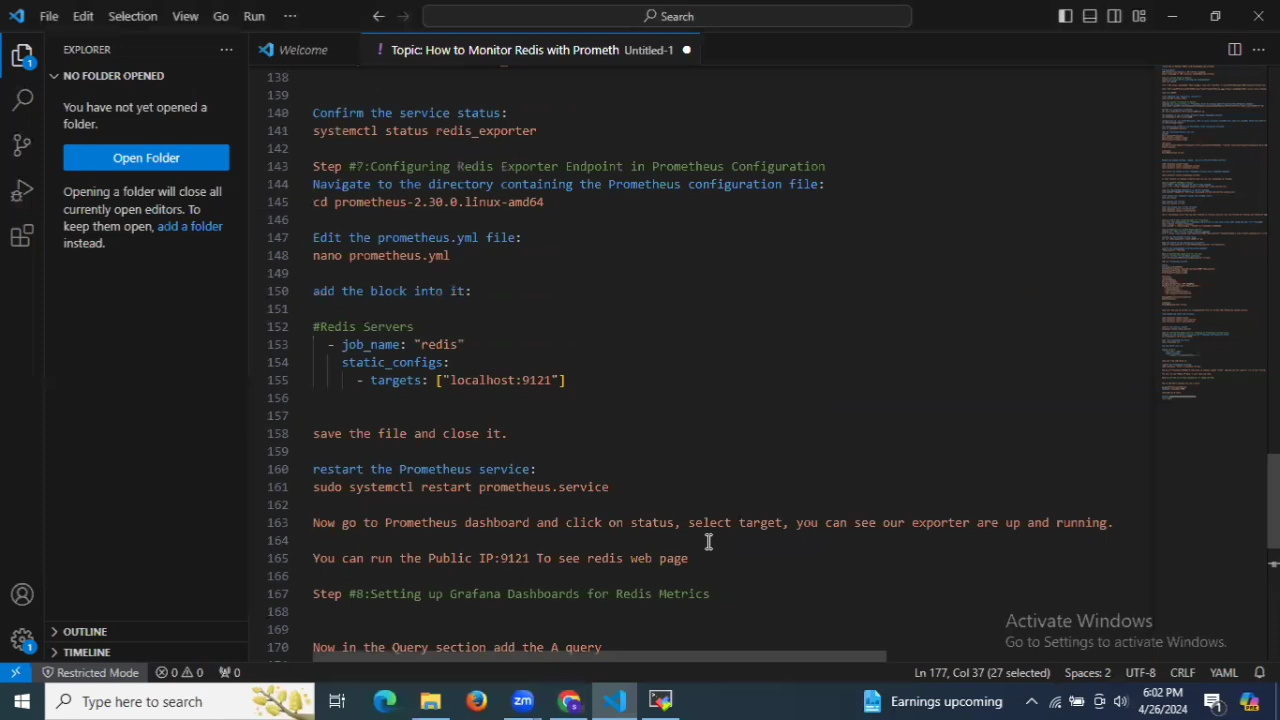 File Edit Selection View Go Run ··· Search
EXPLORER ···
Welcome
! Topic: How to Monitor Redis with Prometh Untitled-1
NO FOLDER OPENED
You have not yet opened a
Open Folder
Opening a folder will close all
open editors. To
open, add a folder
138
139
140 confirm the service is
141 status redis_exporter
142
143 Step #7:Configuring Redis Exporter endpoint in Prometheus Configuration
144 Navigate to the directory containing the Prometheus configuration file:
145 cd prometheus-2.30.0.linux-amd64
146
147 prometheus.yml
148 prometheus.yml
149
150 add the block into it:
151
152 #Redis Servers
153 - job_name: "redis"
154 static_configs:
155 - targets: ["localhost:9121"]
156
157
158 save the file and close it.
159
160 restart the Prometheus service:
161 sudo systemctl restart prometheus.service
162
163 Now go to Prometheus dashboard and click on status, select target, you can see our exporter are up and running.
164
165 You can run the Public IP:9121 To see redis web page
166
167 Step #8:Setting up Grafana Dashboards for Redis Metrics
168
169
170 Now in the Query section add the A query
OUTLINE
TIMELINE
Activate Windows
Go to Settings to activate Windows.
Restricted Mode 0 0 0 Ln 177, Col 37 (27 selected) Spaces: 2 UTF-8 CRLF YAML
Type here to search
Earnings upcoming
6:02 PM
4/26/2024